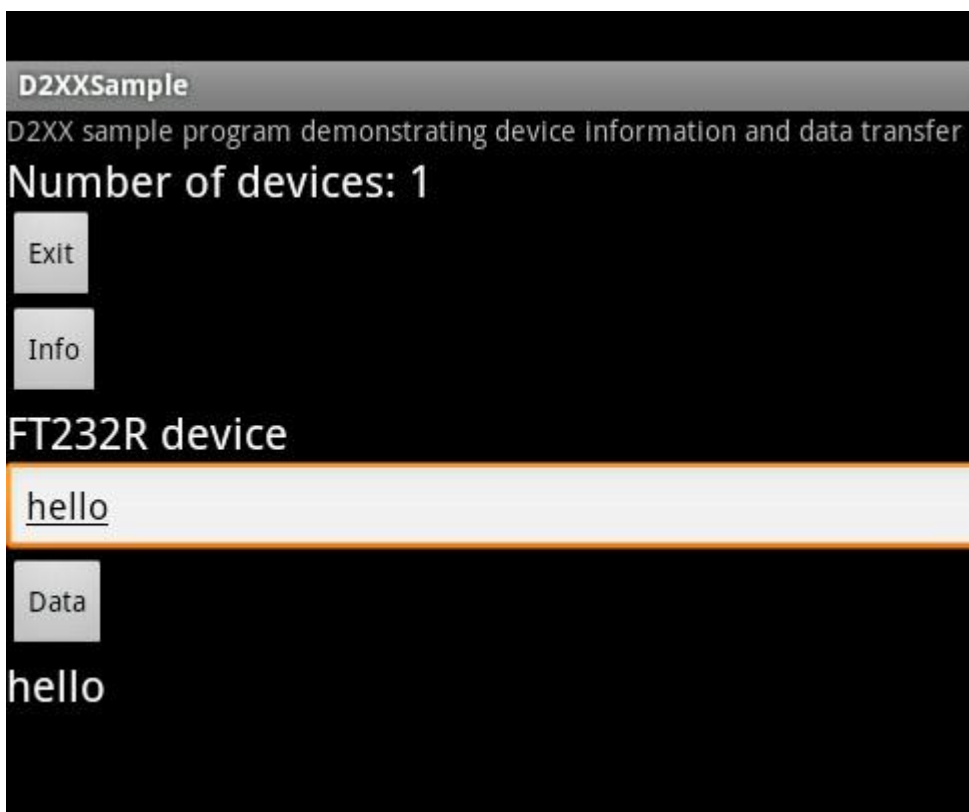 D2XXSample
D2XX sample program demonstrating device information and data transfer
Number of devices: 1
Exit
Info
FT232R device
hello
Data
hello